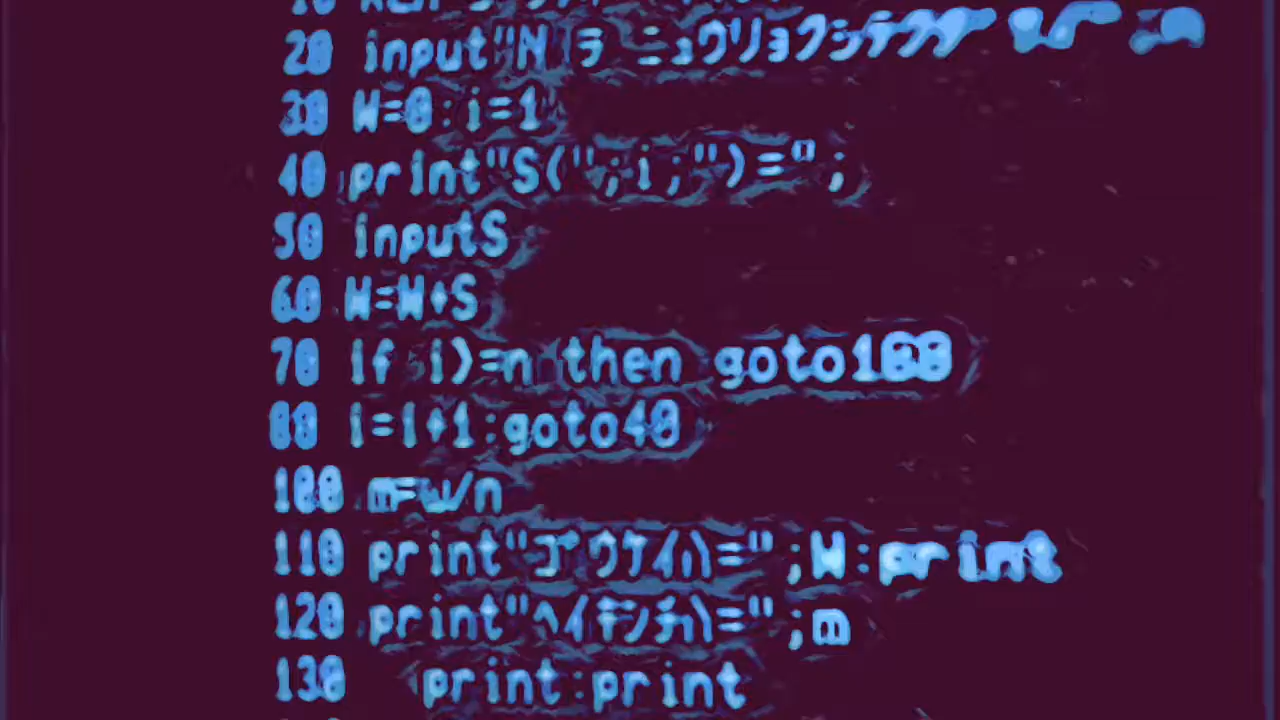 20 input"N ヲ ニュウリョクシテクダ
30 W=0:i=1
40 print"S(";i;")=";
50 inputS
60 W=W+S
70 if i>=n then goto100
80 i=i+1:goto40
100 m=w/n
110 print"ゴウケイハ=";W:print
120 print"ヘイキンチハ=";m
130 print:print